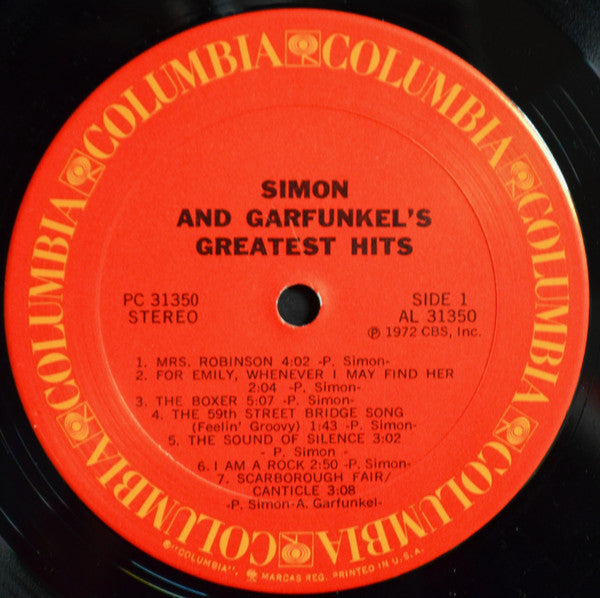 COLUMBIA COLUMBIA COLUMBIA COLUMBIA COLUMBIA COLUMBIA
SIMON
AND GARFUNKEL'S
GREATEST HITS
PC 31350
STEREO
SIDE 1
AL 31350
Ⓟ 1972 CBS, Inc.
1. MRS. ROBINSON 4:02 -P. Simon-
2. FOR EMILY, WHENEVER I MAY FIND HER
2:04 -P. Simon-
3. THE BOXER 5:07 -P. Simon-
4. THE 59th STREET BRIDGE SONG
(Feelin' Groovy) 1:43 -P. Simon-
5. THE SOUND OF SILENCE 3:02
- P. Simon -
6. I AM A ROCK 2:50 -P. Simon-
7. SCARBOROUGH FAIR/
CANTICLE 3:08
-P. Simon-A. Garfunkel-
®"COLUMBIA", MARCAS REG. PRINTED IN U.S.A.